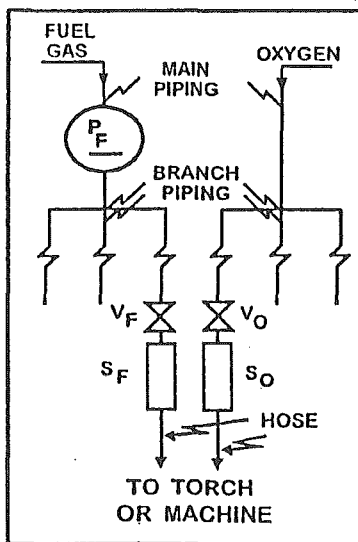 FUEL GAS
OXYGEN
MAIN PIPING
PF
BRANCH PIPING
VF
VO
SF
SO
HOSE
TO TORCH
OR MACHINE